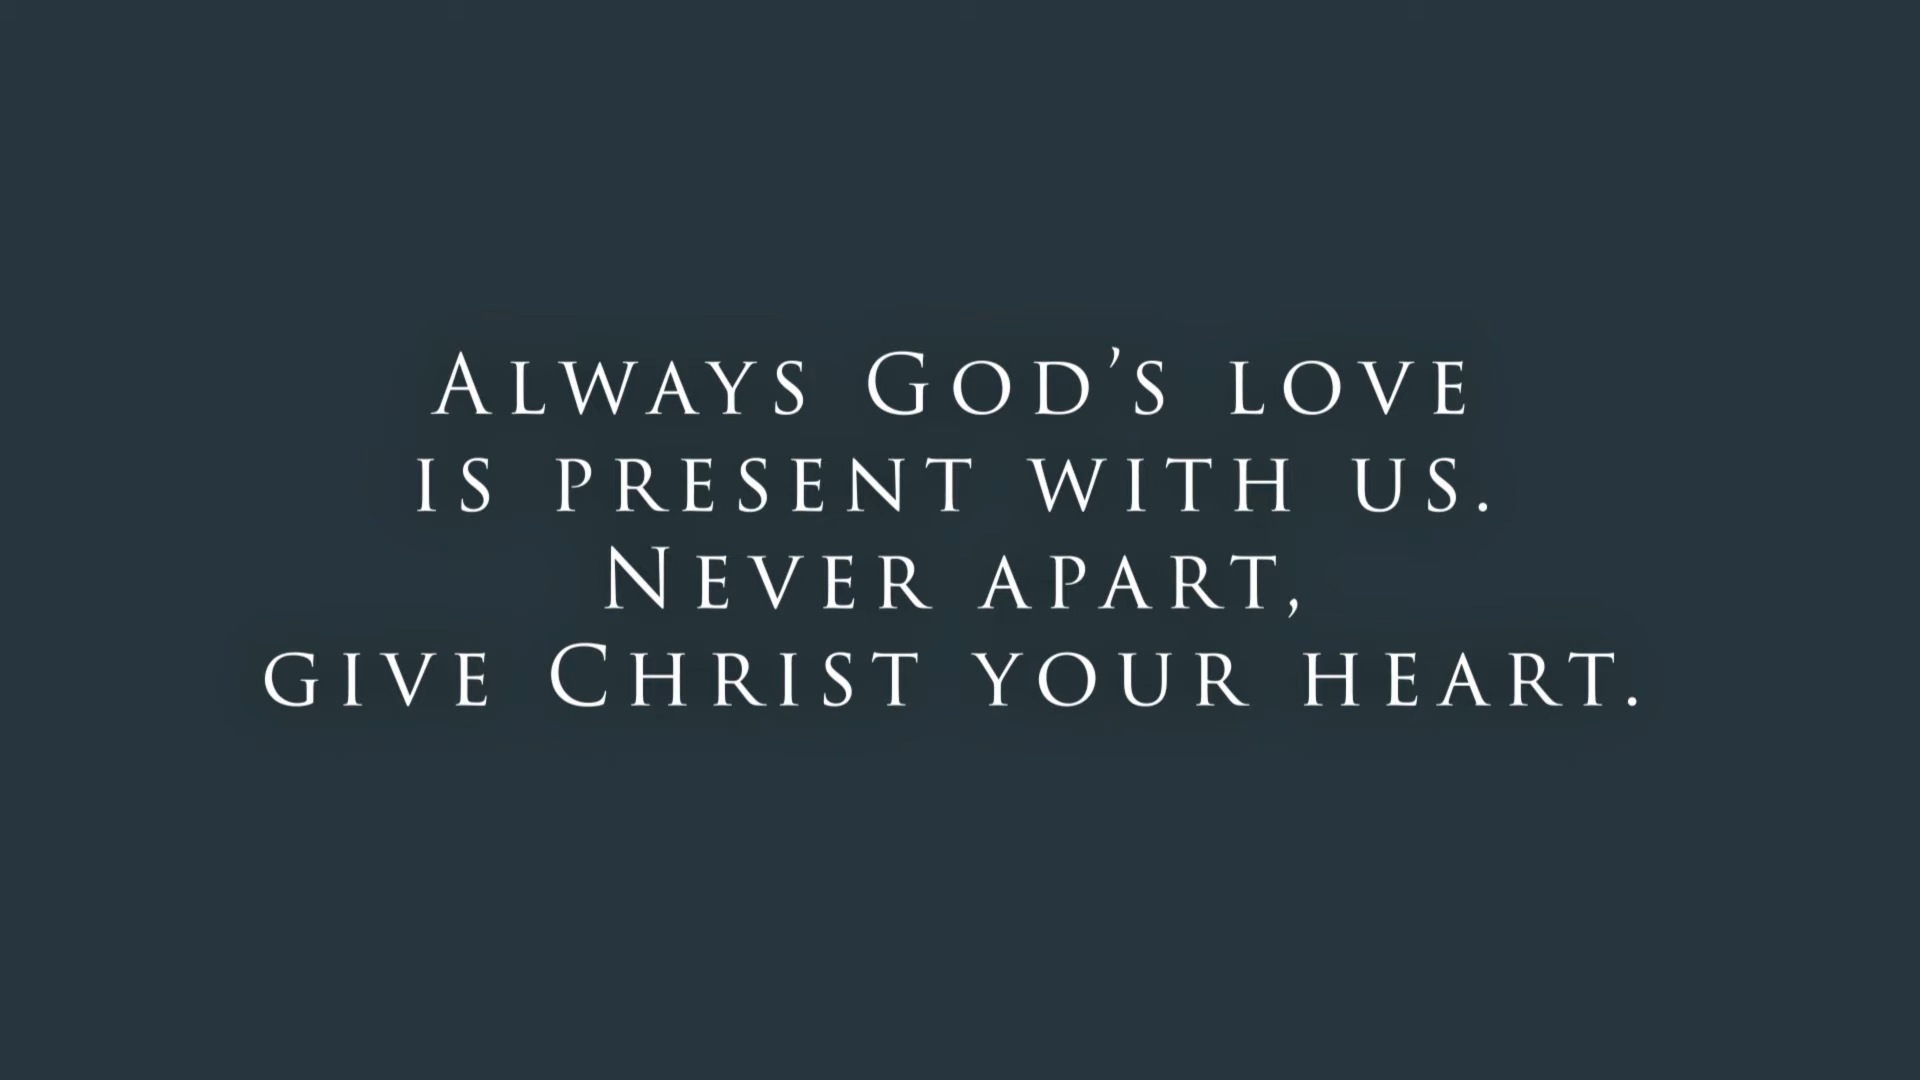 Always God’s love
is present with us.
Never apart,
give Christ your heart.